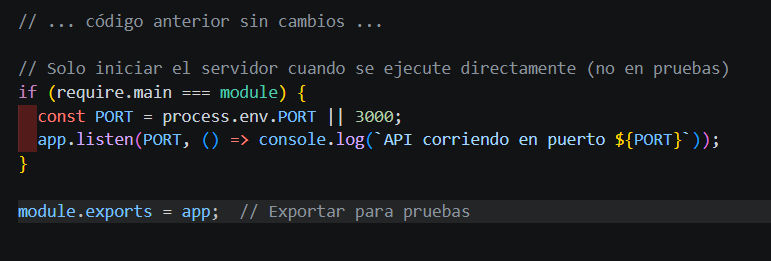 // ... código anterior sin cambios ...
// Solo iniciar el servidor cuando se ejecute directamente (no en pruebas)
if (require.main === module) {
  const PORT = process.env.PORT || 3000;
  app.listen(PORT, () => console.log(`API corriendo en puerto ${PORT}`));
}
module.exports = app;  // Exportar para pruebas